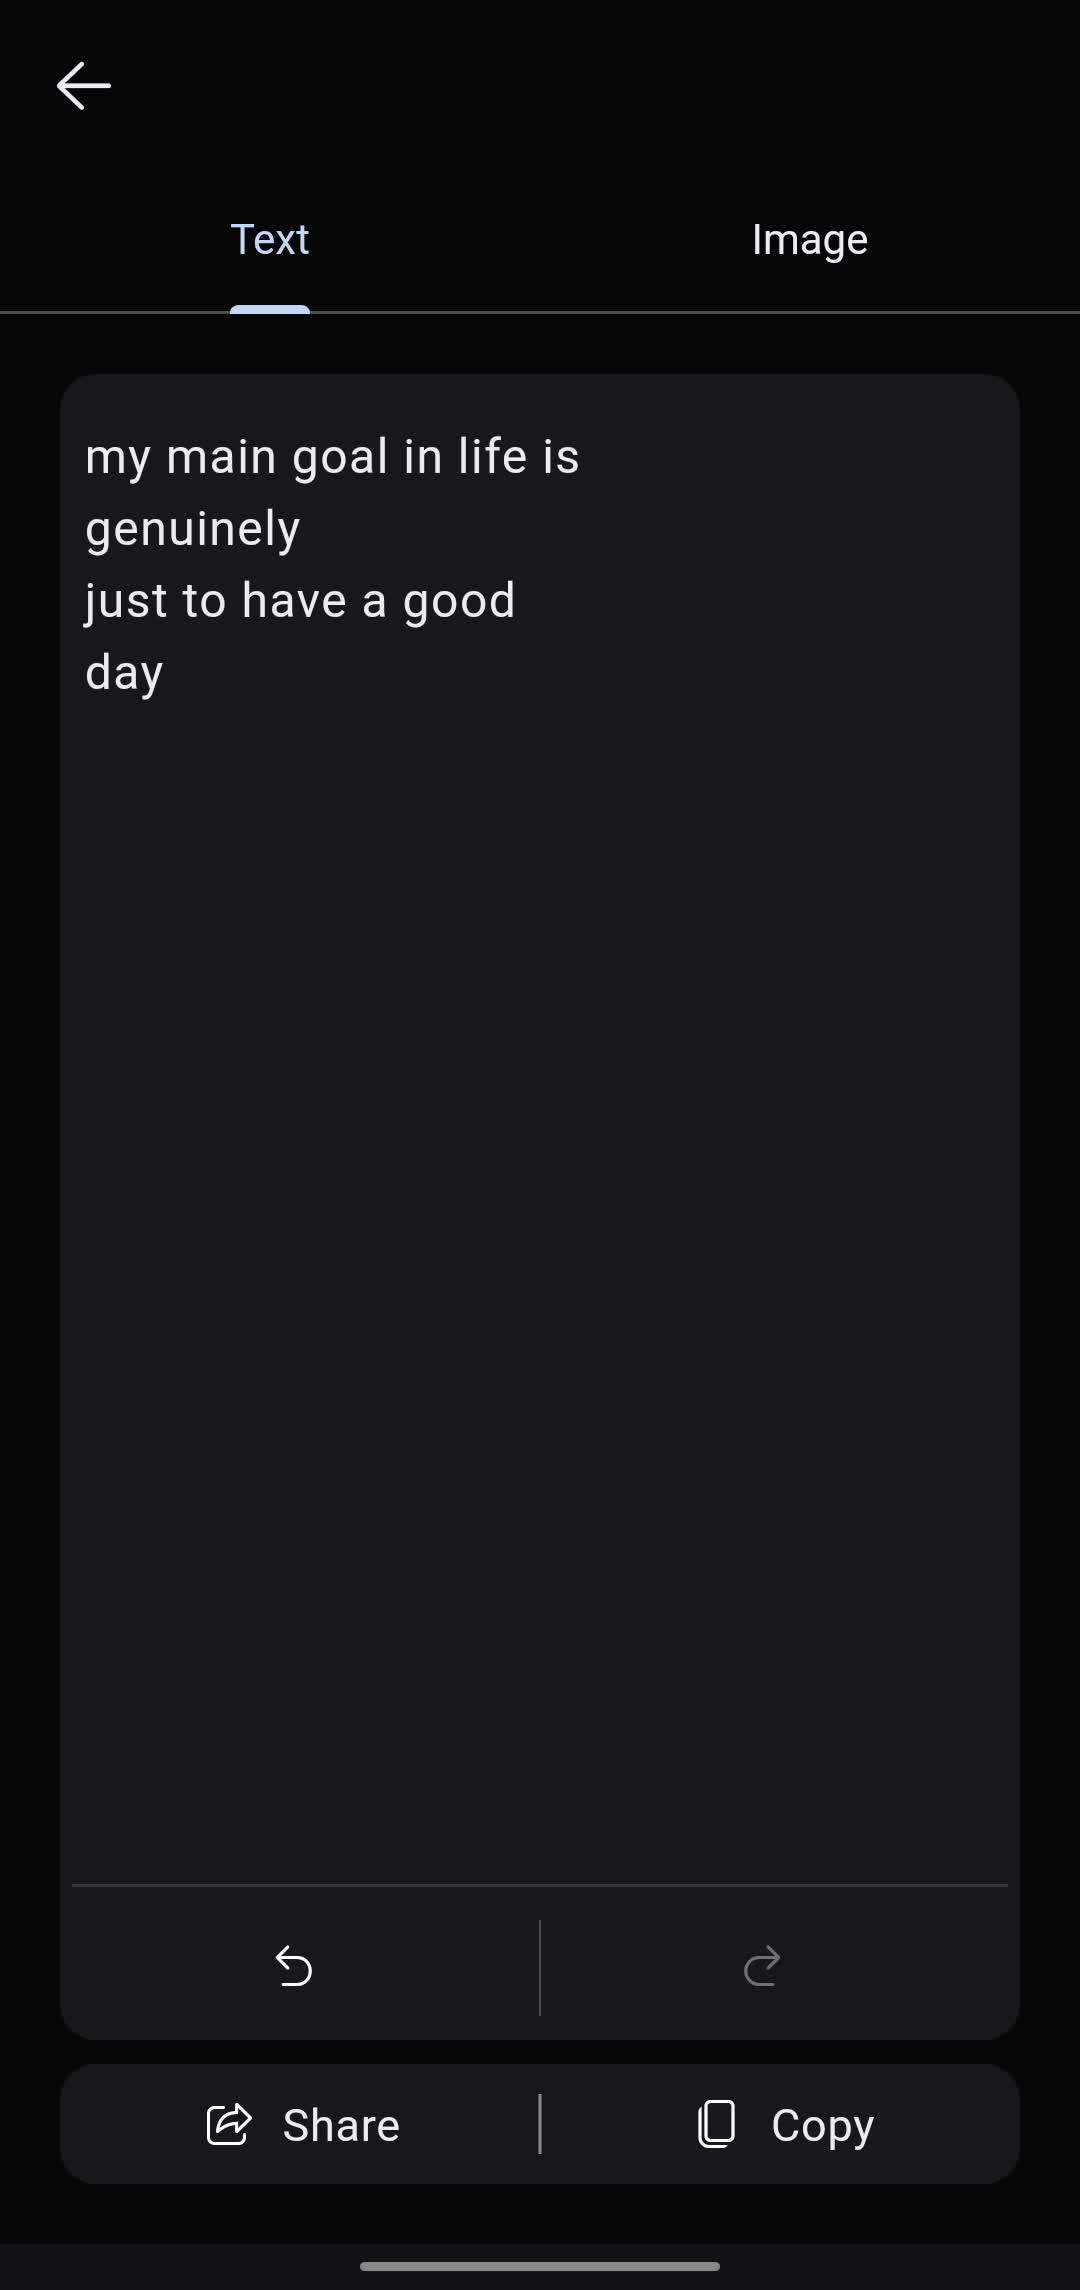 Text
Image
my main goal in life is
genuinely
just to have a good
day
Share
Copy